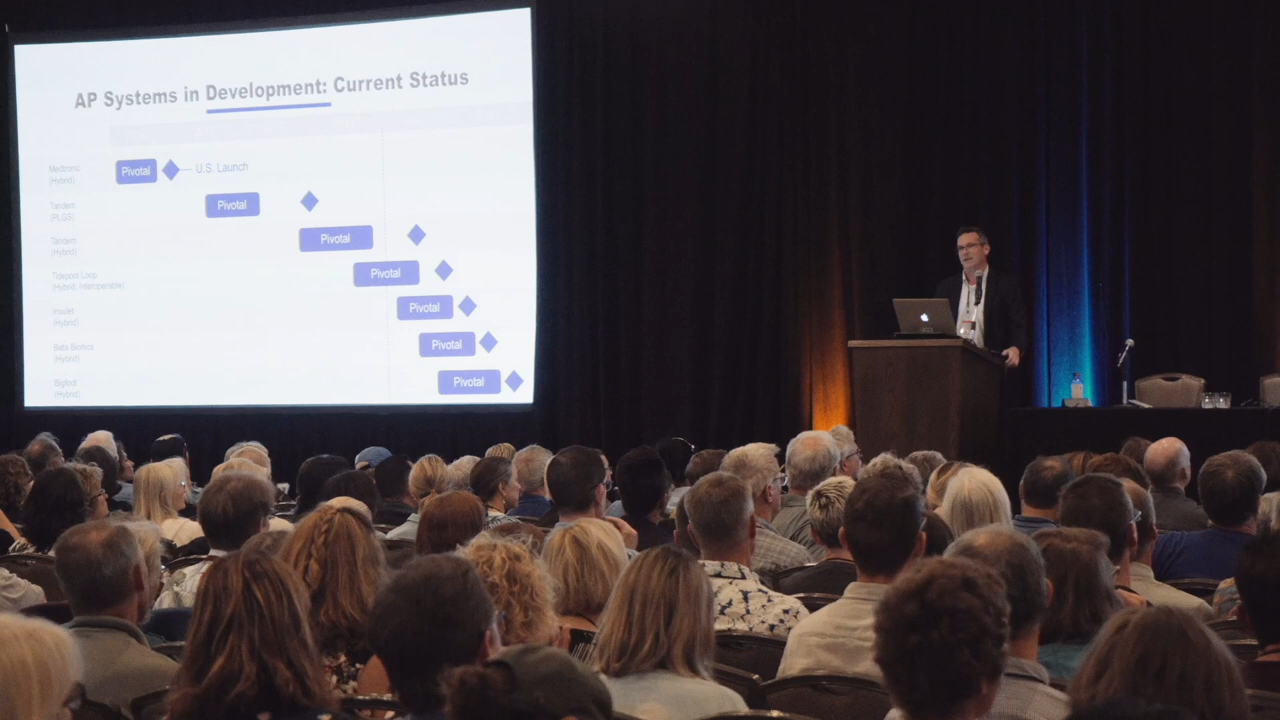 AP Systems in Development: Current Status
Medtronic
(Hybrid)
Pivotal
U.S. Launch
Tandem
(PLGS)
Pivotal
Tandem
(Hybrid)
Pivotal
Tidepool Loop
(Hybrid, Interoperable)
Pivotal
Insulet
(Hybrid)
Pivotal
Beta Bionics
(Hybrid)
Pivotal
Bigfoot
(Hybrid)
Pivotal